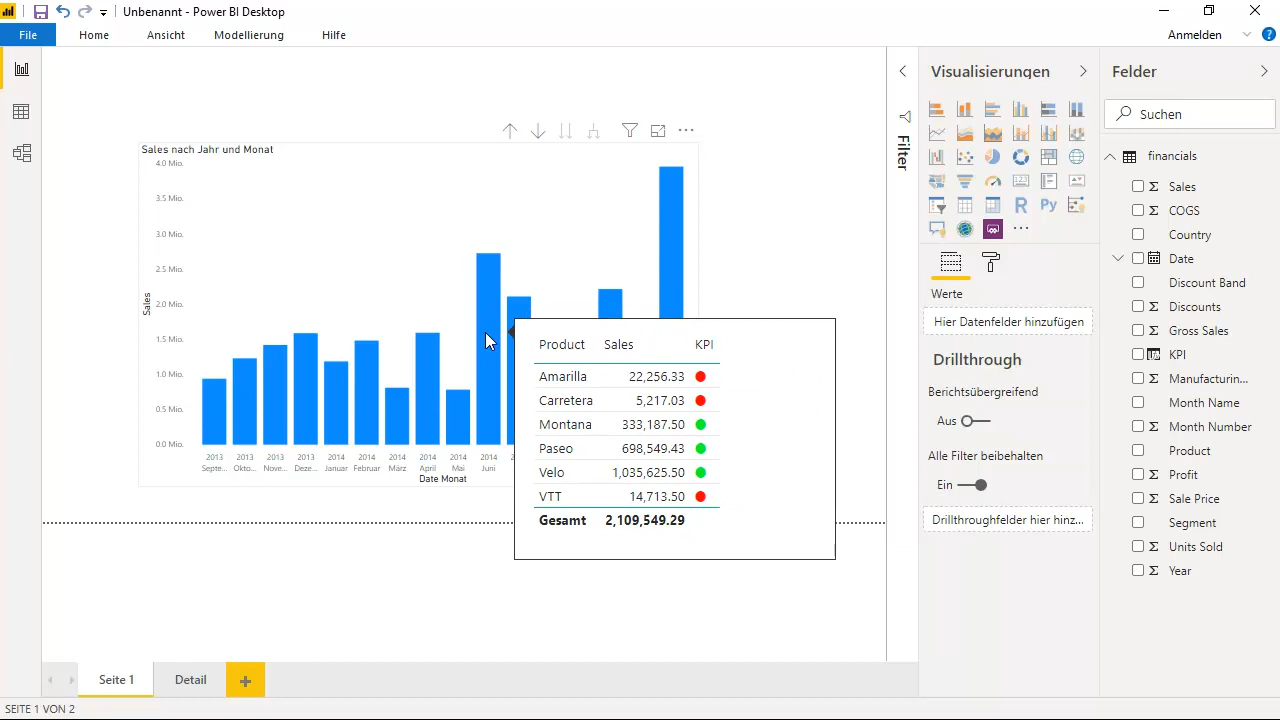 Unbenannt - Power BI Desktop
File Home Ansicht Modellierung Hilfe
Anmelden ?
Visualisierungen
Felder
Suchen
Filter
Sales nach Jahr und Monat
4.0 Mio.
3.5 Mio.
3.0 Mio.
2.5 Mio.
2.0 Mio.
1.5 Mio.
1.0 Mio.
0.5 Mio.
0.0 Mio.
Sales
2013 2013 2013 2013 2014 2014 2014 2014 2014 2014
Septe... Okto... Nove... Deze... Januar Februar März April Mai Juni
Date Monat
Product Sales KPI
Amarilla 22,256.33
Carretera 5,217.03
Montana 333,187.50
Paseo 698,549.43
Velo 1,035,625.50
VTT 14,713.50
Gesamt 2,109,549.29
R Py
Werte
Hier Datenfelder hinzufügen
Drillthrough
Berichtsübergreifend
Aus
Alle Filter beibehalten
Ein
Drillthroughfelder hier hinz...
financials
Sales
COGS
Country
Date
Discount Band
Discounts
Gross Sales
KPI
Manufacturin...
Month Name
Month Number
Product
Profit
Sale Price
Segment
Units Sold
Year
Seite 1 Detail +
SEITE 1 VON 2